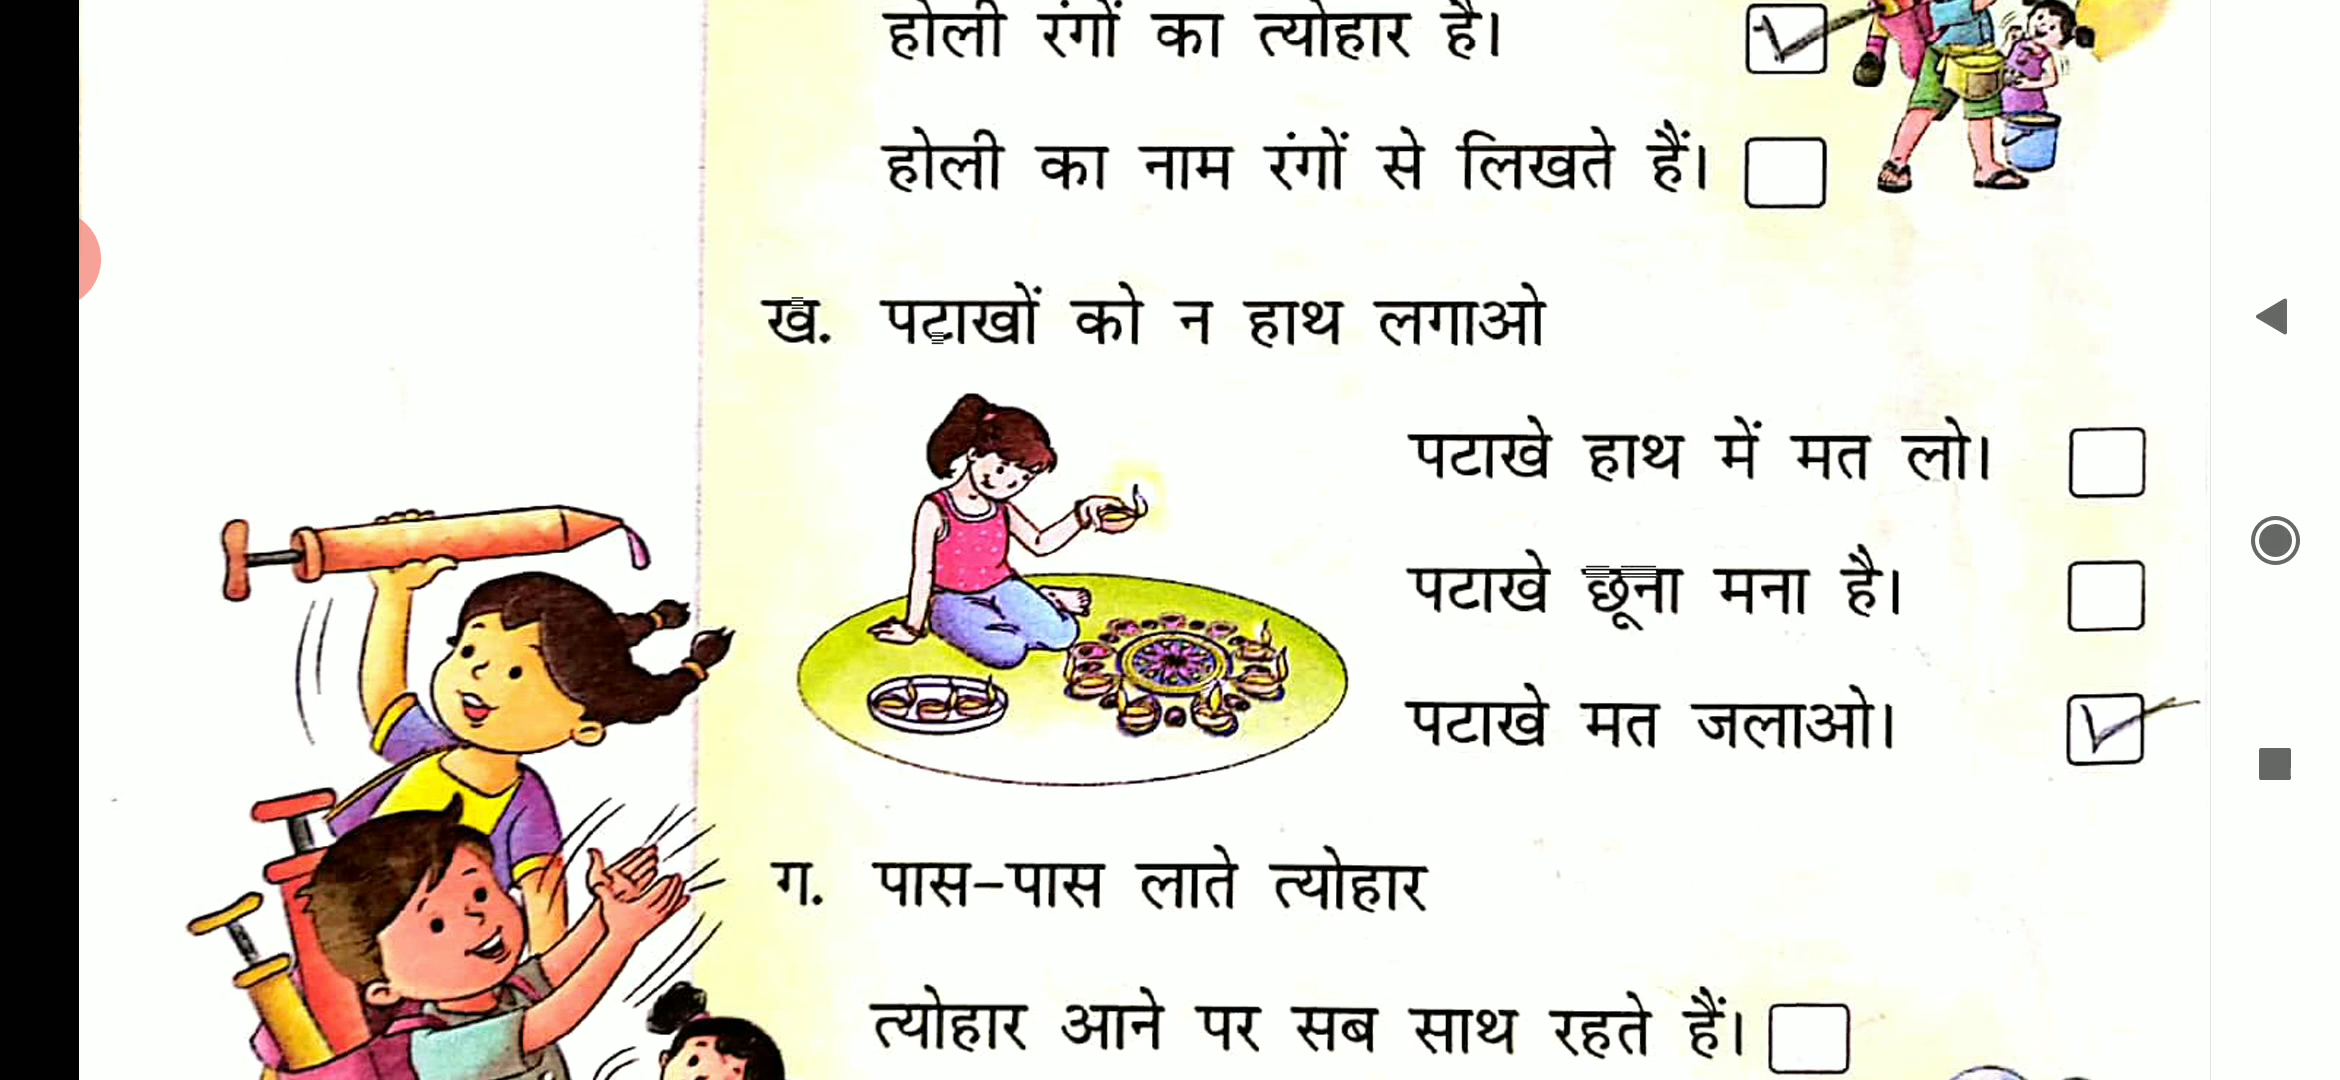 होली रंगों का त्योहार है।
होली का नाम रंगों से लिखते हैं।
ख. पटाखों को न हाथ लगाओ
पटाखे हाथ में मत लो।
पटाखे छूना मना है।
पटाखे मत जलाओ।
ग. पास-पास लाते त्योहार
त्योहार आने पर सब साथ रहते हैं।